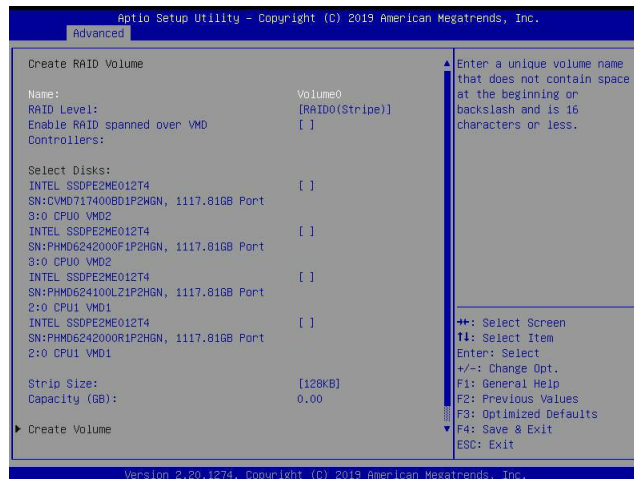 Aptio Setup Utility – Copyright (C) 2019 American Megatrends, Inc.
Advanced
Create RAID Volume
Name: Volume0
RAID Level: [RAID0(Stripe)]
Enable RAID spanned over VMD [ ]
Controllers:
Select Disks:
INTEL SSDPE2ME012T4 [ ]
SN:CVMD717400BD1P2WGN, 1117.81GB Port
3:0 CPU0 VMD2
INTEL SSDPE2ME012T4 [ ]
SN:PHMD6242000F1P2HGN, 1117.81GB Port
3:0 CPU0 VMD2
INTEL SSDPE2ME012T4 [ ]
SN:PHMD624100LZ1P2HGN, 1117.81GB Port
2:0 CPU1 VMD1
INTEL SSDPE2ME012T4 [ ]
SN:PHMD6242000R1P2HGN, 1117.81GB Port
2:0 CPU1 VMD1
Strip Size: [128KB]
Capacity (GB): 0.00
Create Volume
Enter a unique volume name
that does not contain space
at the beginning or
backslash and is 16
characters or less.
→←: Select Screen
↑↓: Select Item
Enter: Select
+/-: Change Opt.
F1: General Help
F2: Previous Values
F3: Optimized Defaults
F4: Save & Exit
ESC: Exit
Version 2.20.1274. Copyright (C) 2019 American Megatrends, Inc.